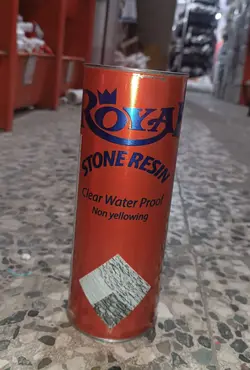 ROYAL
STONE RESIN
Clear Water Proof
Non yellowing